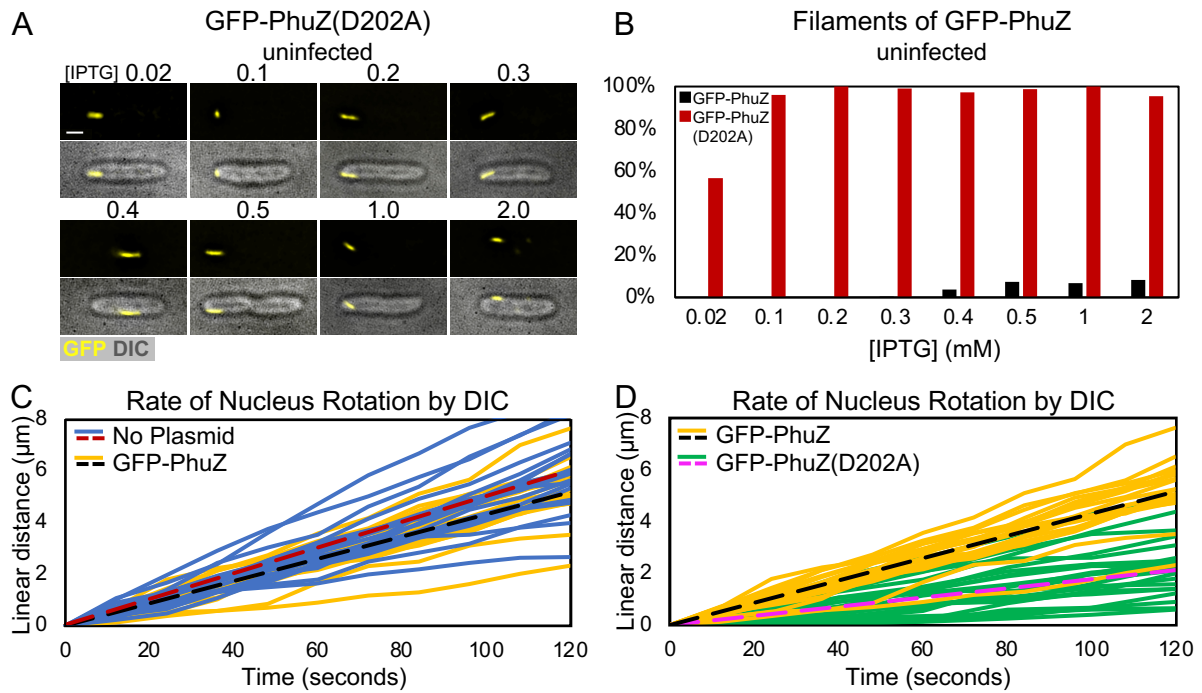 A
GFP-PhuZ(D202A)
uninfected
[IPTG] 0.02 0.1 0.2 0.3
0.4 0.5 1.0 2.0
GFP DIC
B
Filaments of GFP-PhuZ
uninfected
100%
80%
60%
40%
20%
0%
GFP-PhuZ
GFP-PhuZ
(D202A)
0.02 0.1 0.2 0.3 0.4 0.5 1 2
[IPTG] (mM)
C
Rate of Nucleus Rotation by DIC
Linear distance (μm)
8
6
4
2
0
No Plasmid
GFP-PhuZ
0 20 40 60 80 100 120
Time (seconds)
D
Rate of Nucleus Rotation by DIC
Linear distance (μm)
8
6
4
2
0
GFP-PhuZ
GFP-PhuZ(D202A)
0 20 40 60 80 100 120
Time (seconds)